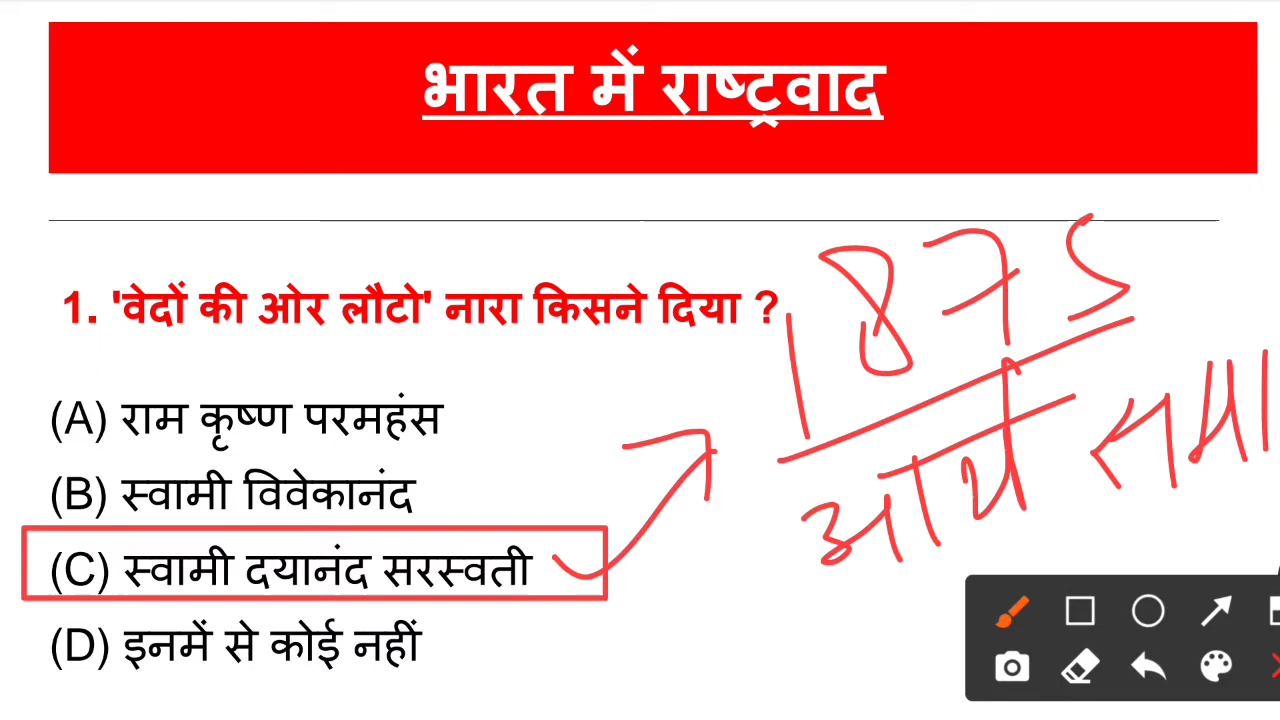 भारत में राष्ट्रवाद
1. 'वेदों की ओर लौटो' नारा किसने दिया ?
1875
आर्य समा
(A) राम कृष्ण परमहंस
(B) स्वामी विवेकानंद
(C) स्वामी दयानंद सरस्वती
(D) इनमें से कोई नहीं